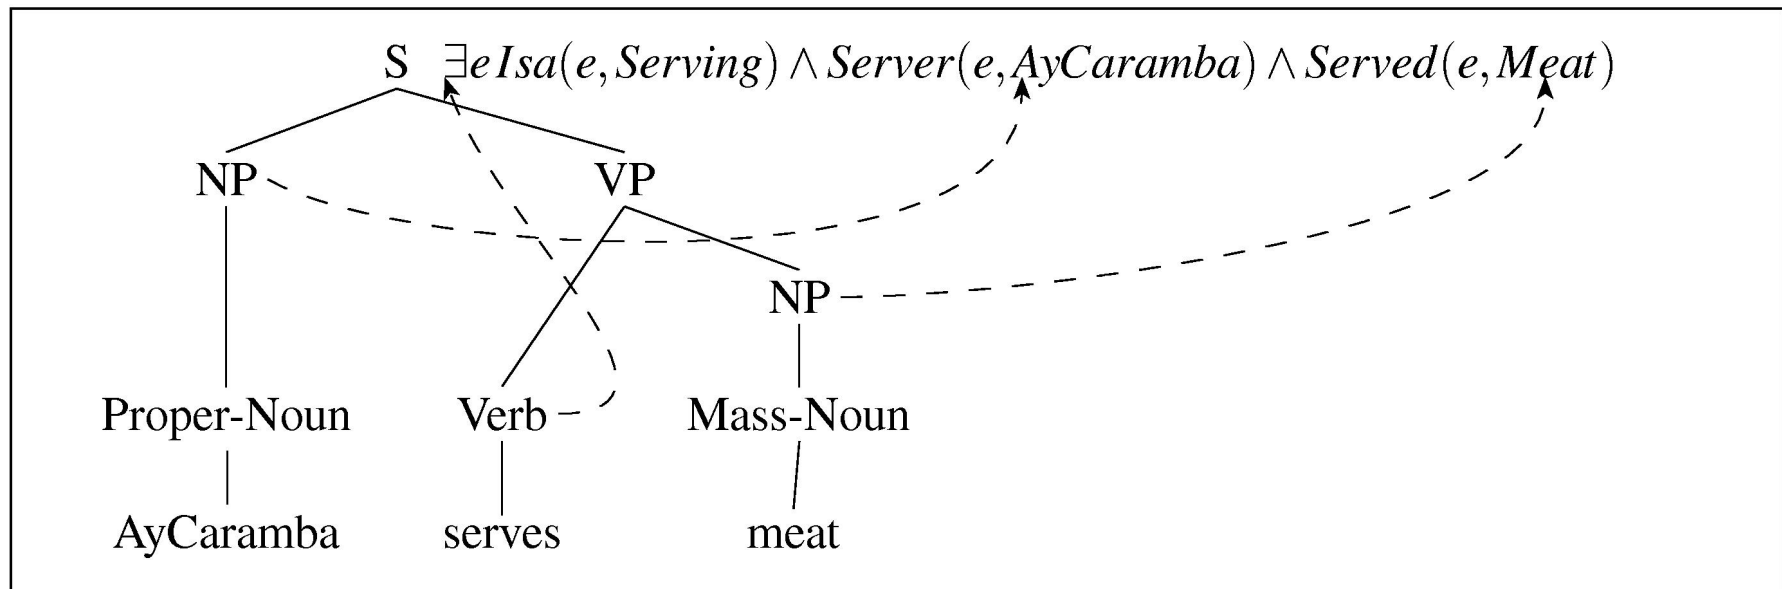 S ∃e Isa(e, Serving) ∧ Server(e, AyCaramba) ∧ Served(e, Meat)
NP VP
NP
Proper-Noun Verb Mass-Noun
AyCaramba serves meat